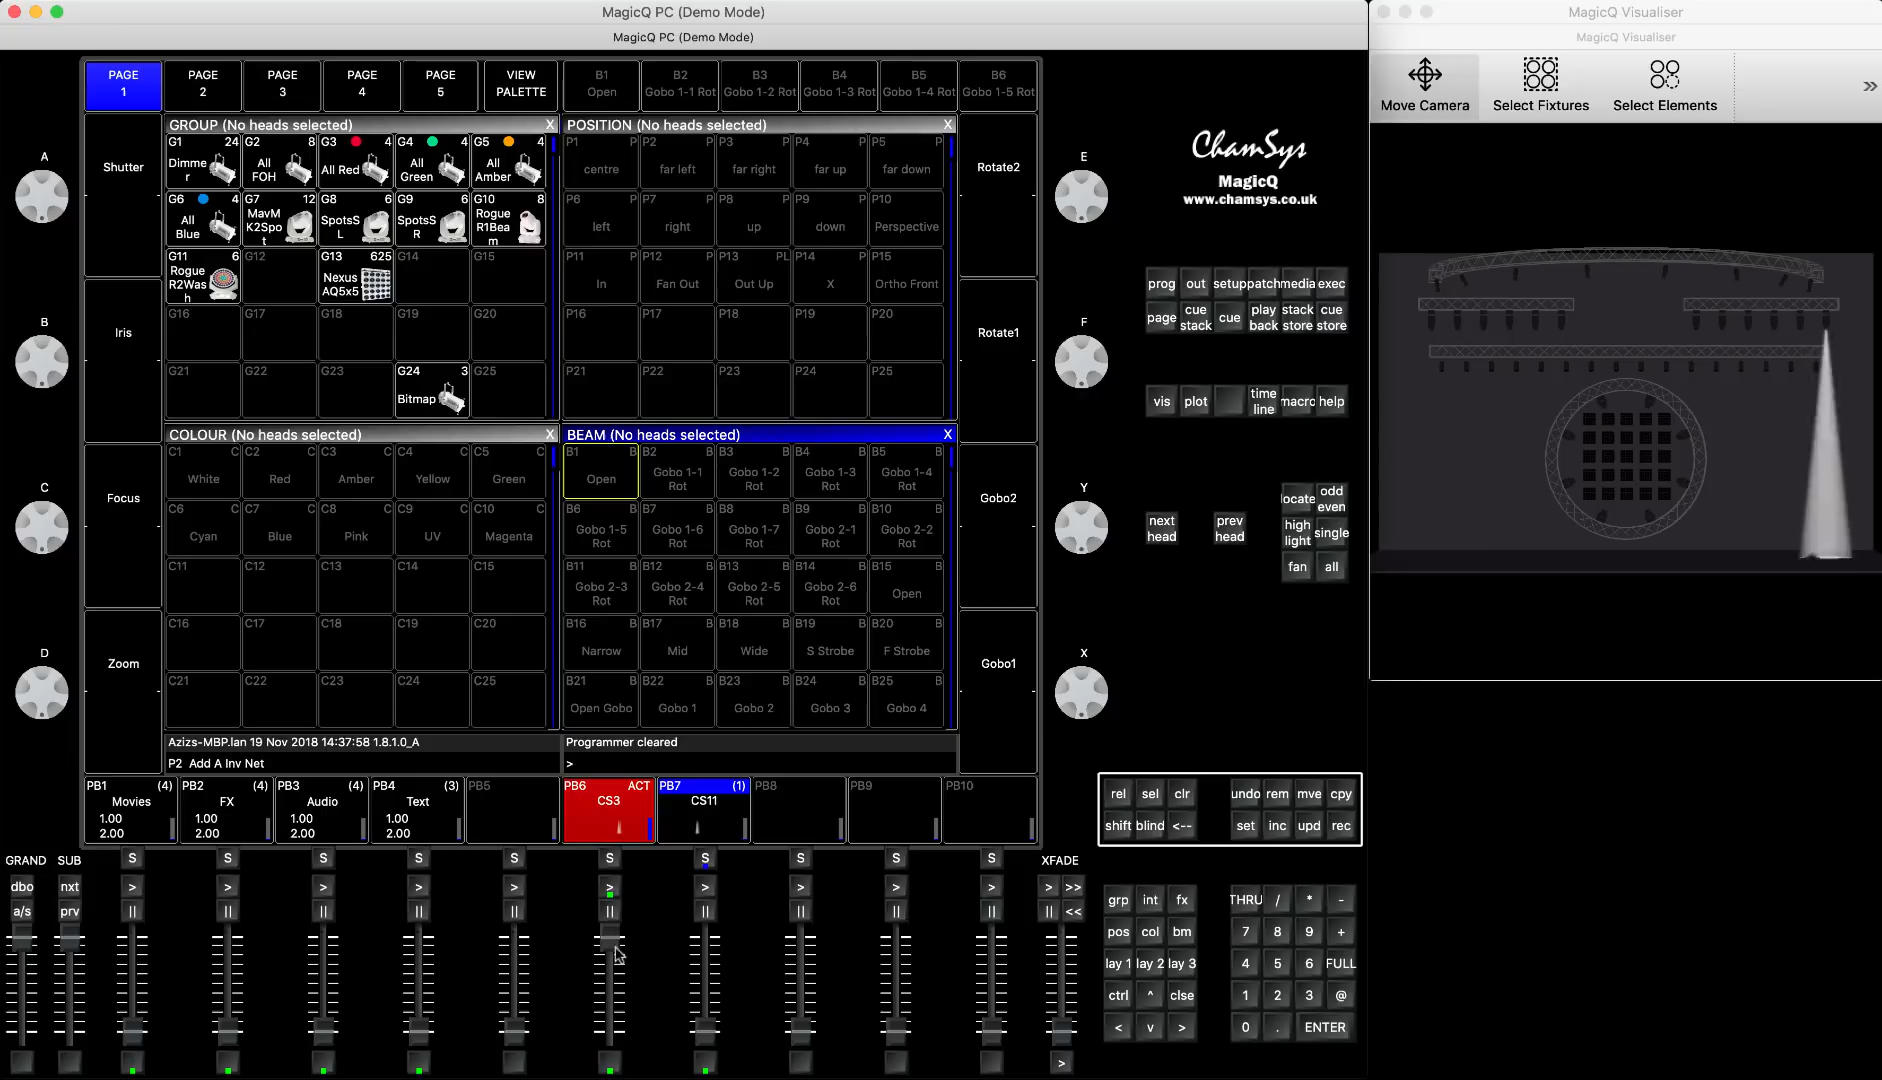 MagicQ PC (Demo Mode)
MagicQ PC (Demo Mode)
MagicQ Visualiser
MagicQ Visualiser
Move Camera
Select Fixtures
Select Elements
»
PAGE 1
PAGE 2
PAGE 3
PAGE 4
PAGE 5
VIEW PALETTE
B1 Open
B2 Gobo 1-1 Rot
B3 Gobo 1-2 Rot
B4 Gobo 1-3 Rot
B5 Gobo 1-4 Rot
B6 Gobo 1-5 Rot
A
Shutter
B
Iris
C
Focus
D
Zoom
GROUP (No heads selected) X
G1 24 Dimmer
G2 8 All FOH
G3 4 All Red
G4 4 All Green
G5 4 All Amber
G6 4 All Blue
G7 12 MavMK2Spot
G8 6 SpotsSL
G9 6 SpotsSR
G10 8 RogueR1Beam
G11 6 Rogue R2Wash
G12
G13 625 Nexus AQ5x5
G14
G15
G16
G17
G18
G19
G20
G21
G22
G23
G24 3 Bitmap
G25
POSITION (No heads selected) X
P1 P centre
P2 P far left
P3 P far right
P4 P far up
P5 P far down
P6 P left
P7 P right
P8 P up
P9 P down
P10 P Perspective
P11 P In
P12 P Fan Out
P13 PL Out Up
P14 P X
P15 P Ortho Front
P16
P17
P18
P19
P20
P21
P22
P23
P24
P25
COLOUR (No heads selected) X
C1 C White
C2 C Red
C3 C Amber
C4 C Yellow
C5 C Green
C6 C Cyan
C7 C Blue
C8 C Pink
C9 C UV
C10 C Magenta
C11
C12
C13
C14
C15
C16
C17
C18
C19
C20
C21
C22
C23
C24
C25
BEAM (No heads selected) X
B1 B Open
B2 B Gobo 1-1 Rot
B3 B Gobo 1-2 Rot
B4 B Gobo 1-3 Rot
B5 B Gobo 1-4 Rot
B6 B Gobo 1-5 Rot
B7 B Gobo 1-6 Rot
B8 B Gobo 1-7 Rot
B9 B Gobo 2-1 Rot
B10 B Gobo 2-2 Rot
B11 B Gobo 2-3 Rot
B12 B Gobo 2-4 Rot
B13 B Gobo 2-5 Rot
B14 B Gobo 2-6 Rot
B15 B Open
B16 B Narrow
B17 B Mid
B18 B Wide
B19 B S Strobe
B20 B F Strobe
B21 B Open Gobo
B22 B Gobo 1
B23 B Gobo 2
B24 B Gobo 3
B25 B Gobo 4
Rotate2
Rotate1
Gobo2
Gobo1
E
F
Y
X
ChamSys
MagicQ
www.chamsys.co.uk
prog out setup patch media exec
page cue stack cue play back stack store cue store
vis plot time line macro help
next head
prev head
locate odd even
high light single
fan all
Azizs-MBP.lan 19 Nov 2018 14:37:58 1.8.1.0_A
P2 Add A Inv Net
Programmer cleared
>
PB1 (4) Movies 1.00 2.00
PB2 (4) FX 1.00 2.00
PB3 (4) Audio 1.00 2.00
PB4 (3) Text 1.00 2.00
PB5
PB6 ACT CS3
PB7 (1) CS11
PB8
PB9
PB10
rel sel clr undo rem mve cpy
shift blind <-- set inc upd rec
GRAND SUB
S S S S S S S S S S
XFADE
dbo nxt > > > > > > > > > > > >>
a/s prv || || || || || || || || || || || <<
grp int fx THRU / * -
pos col bm 7 8 9 +
lay 1 lay 2 lay 3 4 5 6 FULL
ctrl ^ clse 1 2 3 @
< v > 0 . ENTER
>